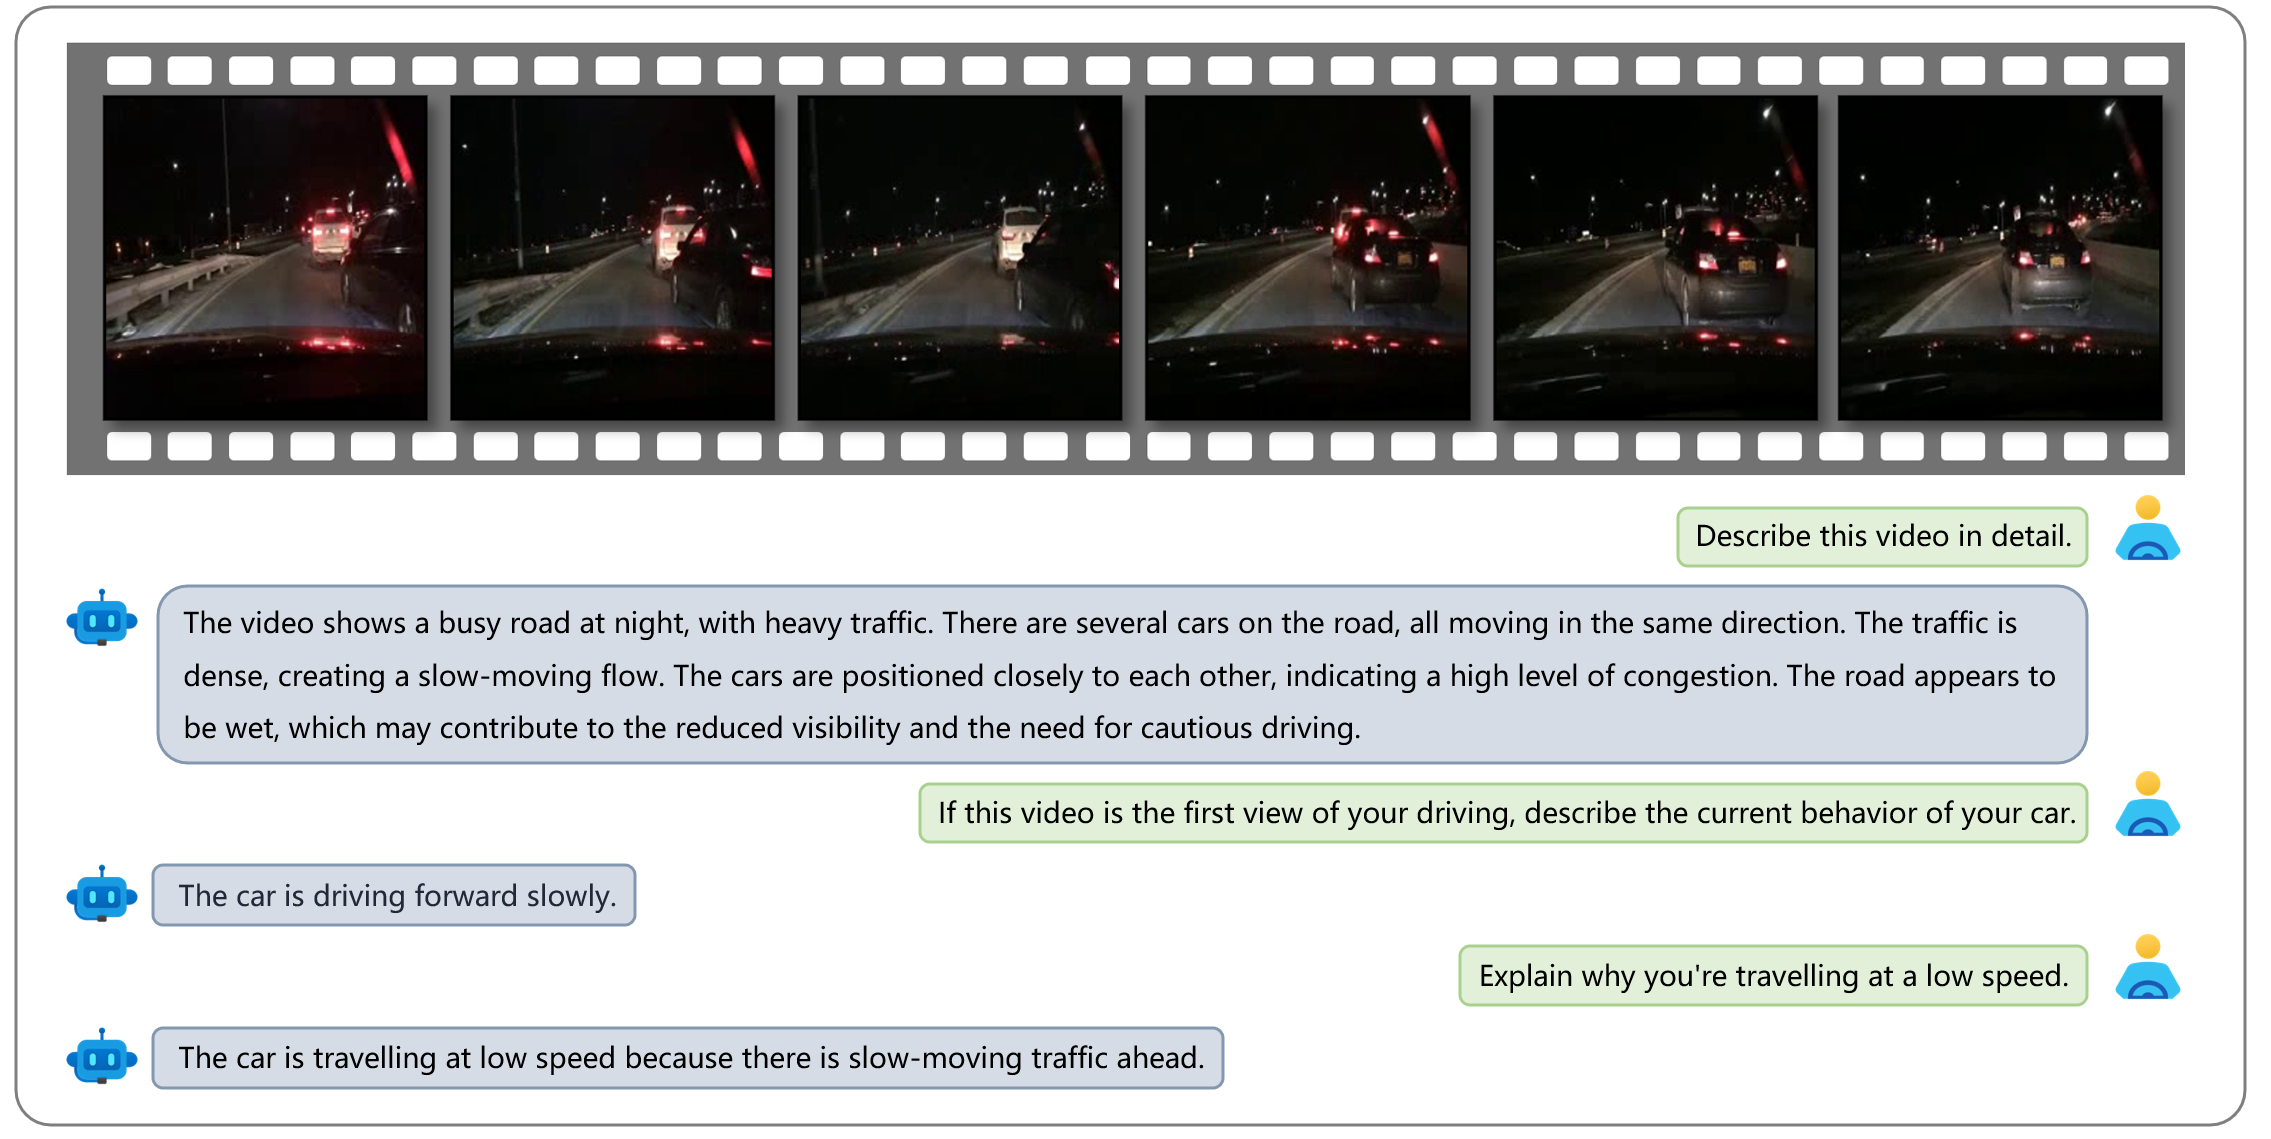 Describe this video in detail.
The video shows a busy road at night, with heavy traffic. There are several cars on the road, all moving in the same direction. The traffic is
dense, creating a slow-moving flow. The cars are positioned closely to each other, indicating a high level of congestion. The road appears to
be wet, which may contribute to the reduced visibility and the need for cautious driving.
If this video is the first view of your driving, describe the current behavior of your car.
The car is driving forward slowly.
Explain why you're travelling at a low speed.
The car is travelling at low speed because there is slow-moving traffic ahead.